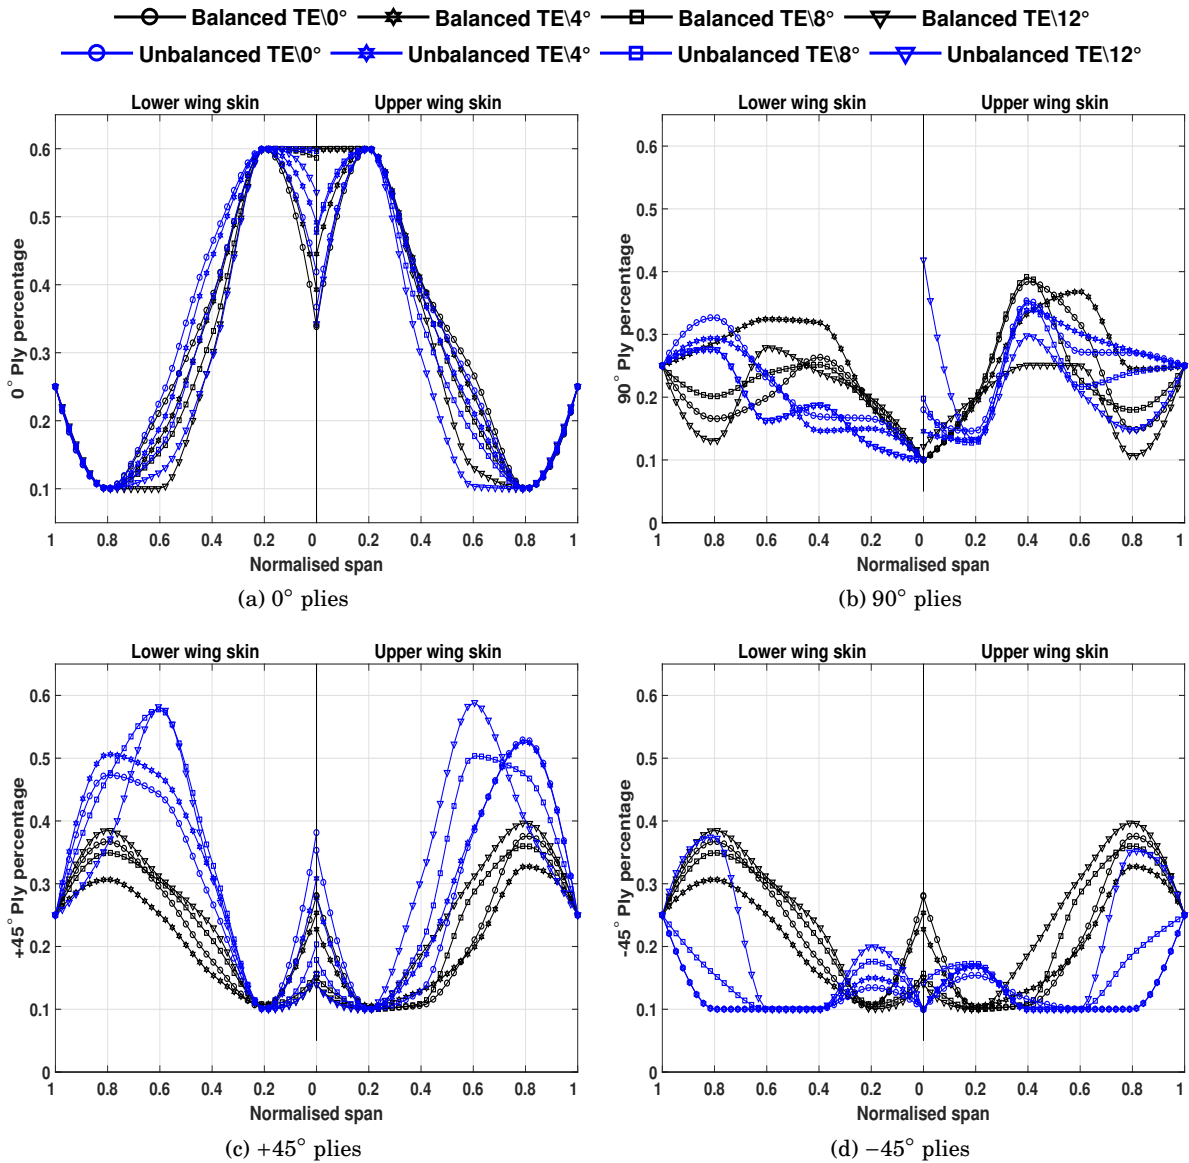 Balanced TE\0° Balanced TE\4° Balanced TE\8° Balanced TE\12°
Unbalanced TE\0° Unbalanced TE\4° Unbalanced TE\8° Unbalanced TE\12°
Lower wing skin Upper wing skin
0.6
0.5
0.4
0.3
0.2
0.1
0° Ply percentage
1 0.8 0.6 0.4 0.2 0 0.2 0.4 0.6 0.8 1
Normalised span
(a) 0° plies
Lower wing skin Upper wing skin
0.6
0.5
0.4
0.3
0.2
0.1
0
90° Ply percentage
1 0.8 0.6 0.4 0.2 0 0.2 0.4 0.6 0.8 1
Normalised span
(b) 90° plies
Lower wing skin Upper wing skin
0.6
0.5
0.4
0.3
0.2
0.1
0
+45° Ply percentage
1 0.8 0.6 0.4 0.2 0 0.2 0.4 0.6 0.8 1
Normalised span
(c) +45° plies
Lower wing skin Upper wing skin
0.6
0.5
0.4
0.3
0.2
0.1
0
-45° Ply percentage
1 0.8 0.6 0.4 0.2 0 0.2 0.4 0.6 0.8 1
Normalised span
(d) −45° plies